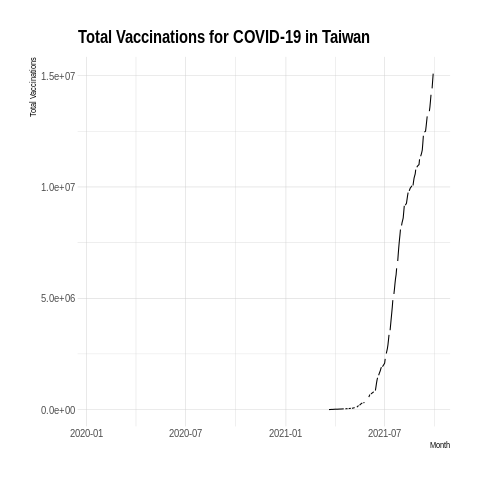 Total Vaccinations for COVID-19 in Taiwan
Total Vaccinations
1.5e+07
1.0e+07
5.0e+06
0.0e+00
2020-01 2020-07 2021-01 2021-07
Month